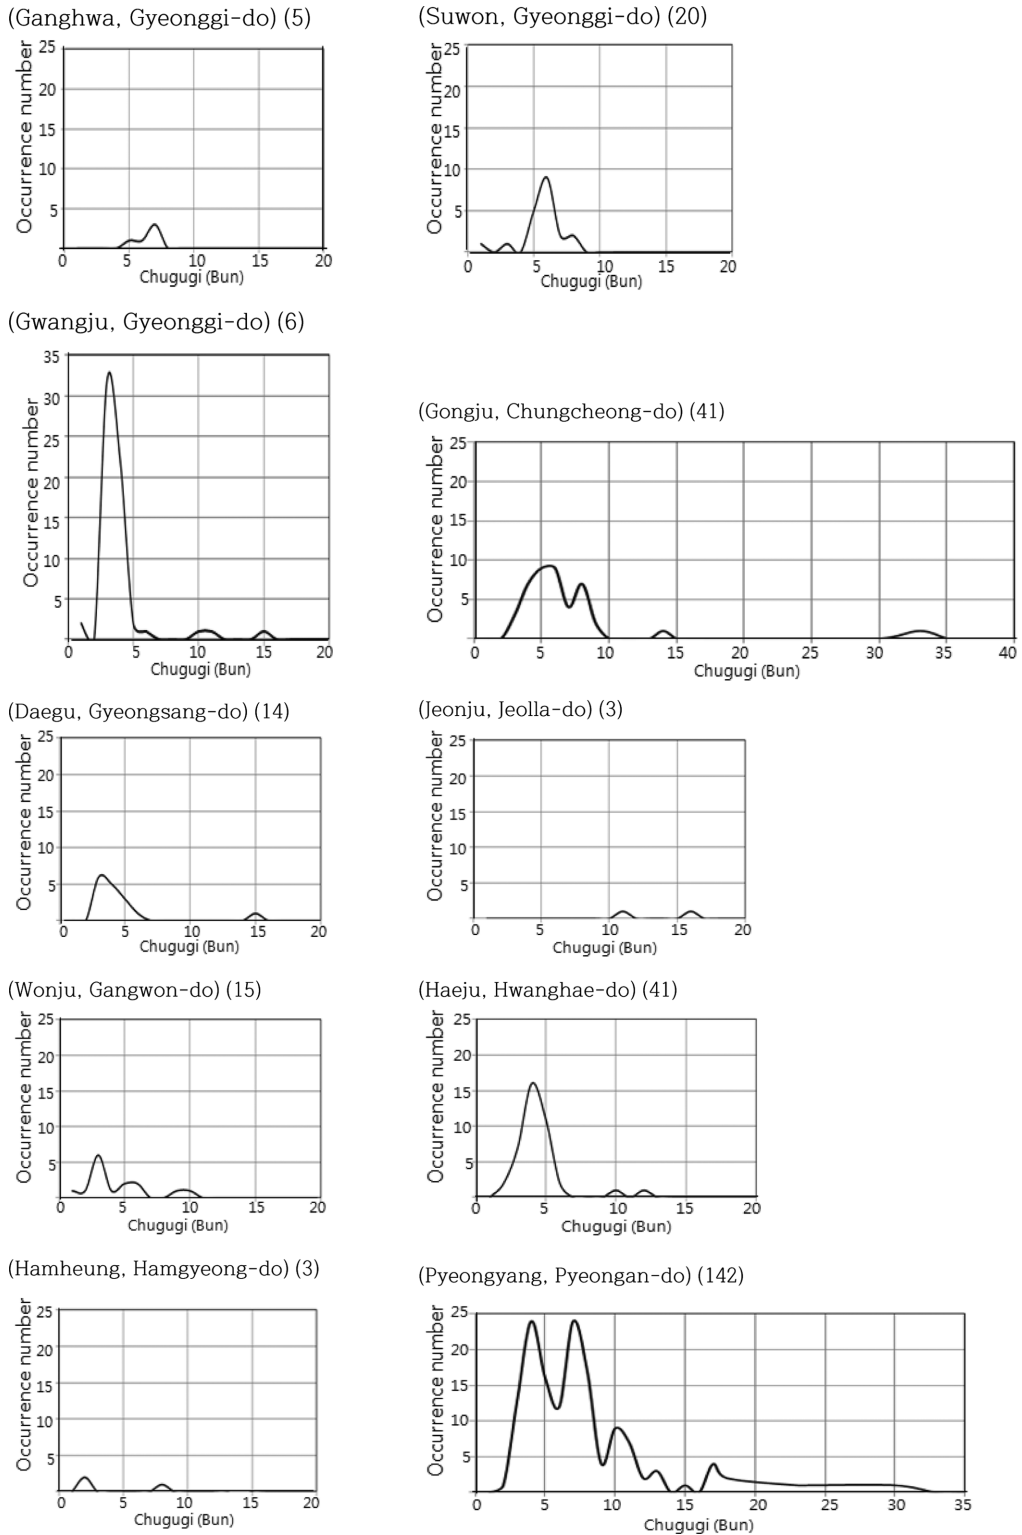 (Ganghwa, Gyeonggi-do) (5)
Occurrence number
25
20
15
10
5
0 5 10 15 20
Chugugi (Bun)
(Suwon, Gyeonggi-do) (20)
Occurrence number
25
20
15
10
5
0 5 10 15 20
Chugugi (Bun)
(Gwangju, Gyeonggi-do) (6)
Occurrence number
35
30
25
20
15
10
5
0 5 10 15 20
Chugugi (Bun)
(Gongju, Chungcheong-do) (41)
Occurrence number
25
20
15
10
5
0 5 10 15 20 25 30 35 40
Chugugi (Bun)
(Daegu, Gyeongsang-do) (14)
Occurrence number
25
20
15
10
5
0 5 10 15 20
Chugugi (Bun)
(Jeonju, Jeolla-do) (3)
Occurrence number
25
20
15
10
5
0 5 10 15 20
Chugugi (Bun)
(Wonju, Gangwon-do) (15)
Occurrence number
25
20
15
10
5
0 5 10 15 20
Chugugi (Bun)
(Haeju, Hwanghae-do) (41)
Occurrence number
25
20
15
10
5
0 5 10 15 20
Chugugi (Bun)
(Hamheung, Hamgyeong-do) (3)
Occurrence number
25
20
15
10
5
0 5 10 15 20
Chugugi (Bun)
(Pyeongyang, Pyeongan-do) (142)
Occurrence number
25
20
15
10
5
0 5 10 15 20 25 30 35
Chugugi (Bun)